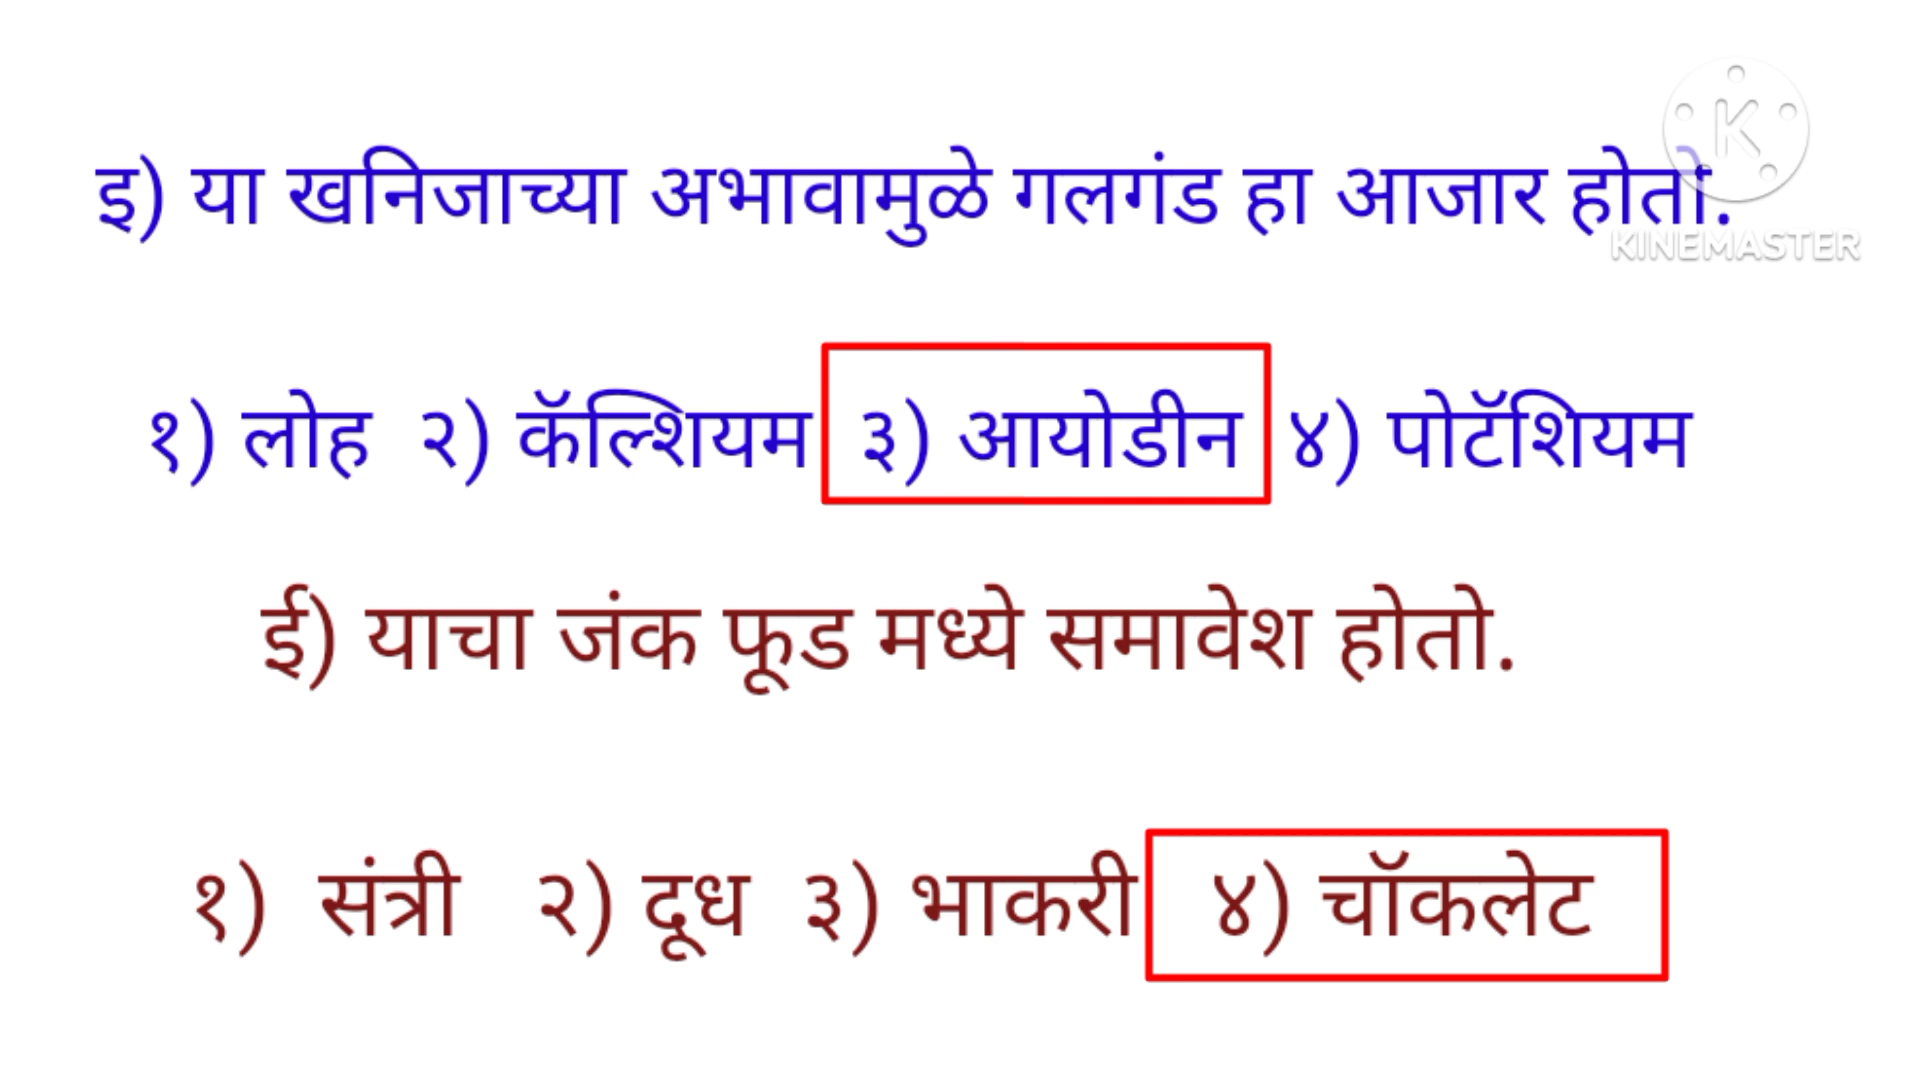 इ) या खनिजाच्या अभावामुळे गलगंड हा आजार होतो.
KINEMASTER
१) लोह २) कॅल्शियम ३) आयोडीन ४) पोटॅशियम
ई) याचा जंक फूड मध्ये समावेश होतो.
१) संत्री २) दूध ३) भाकरी ४) चॉकलेट